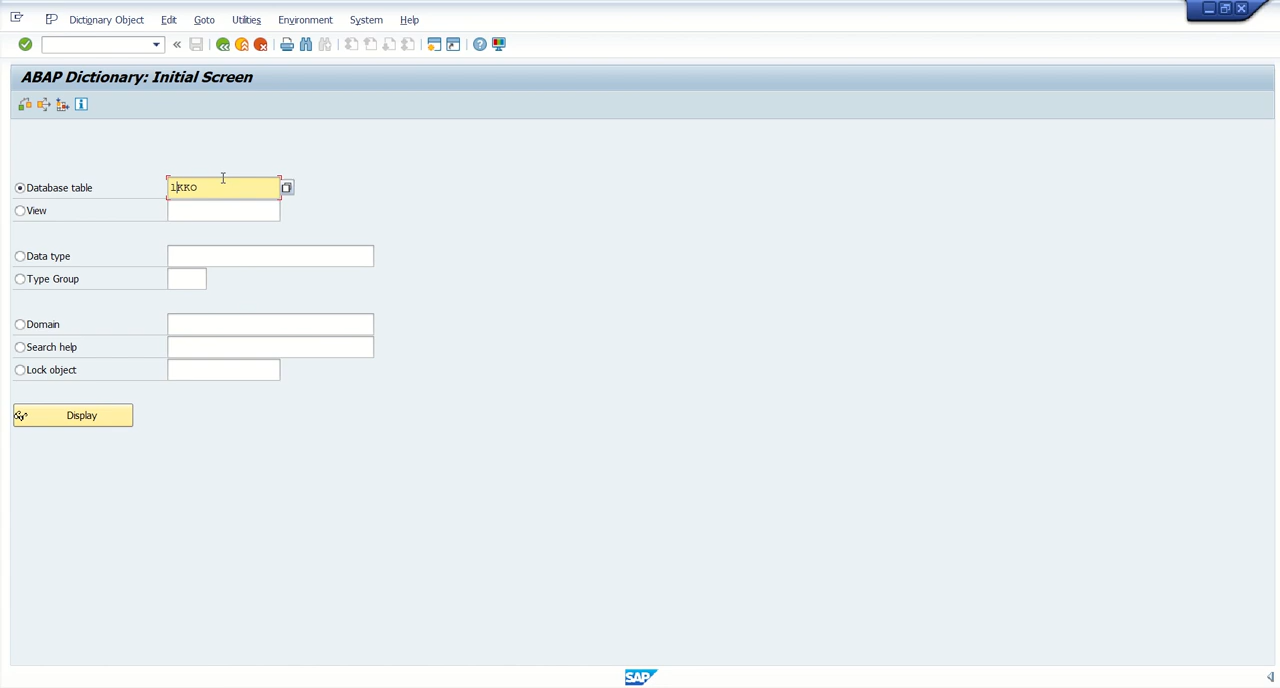 Dictionary Object Edit Goto Utilities Environment System Help
ABAP Dictionary: Initial Screen
Database table lKKO
View
Data type
Type Group
Domain
Search help
Lock object
Display
SAP